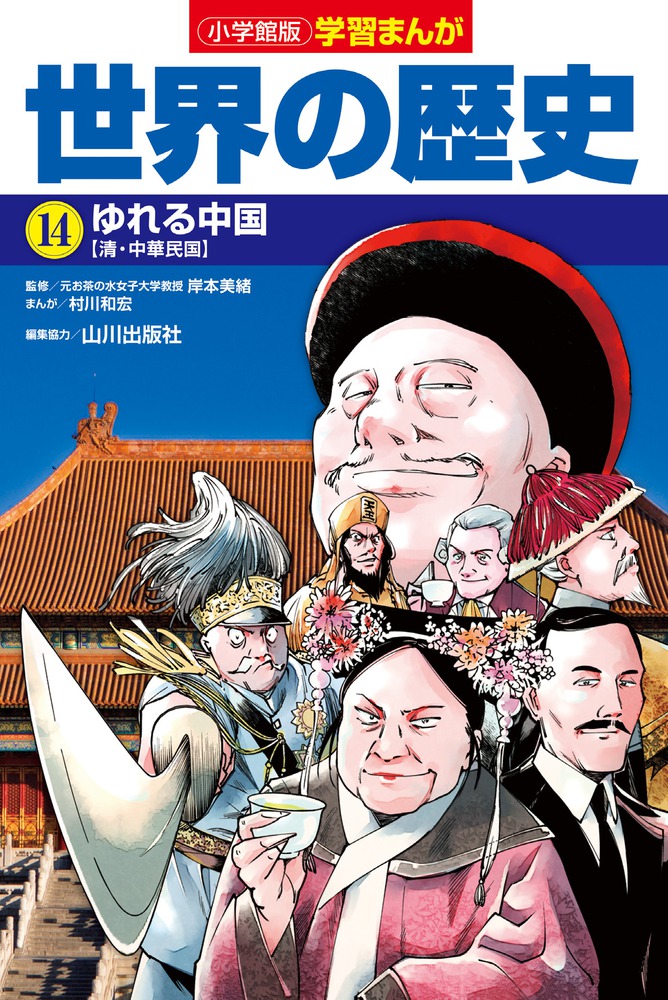 小学館版 学習まんが
世界の歴史
14 ゆれる中国
【清・中華民国】
監修／元お茶の水女子大学教授 岸本美緒
まんが／村川和宏
編集協力／山川出版社
天王